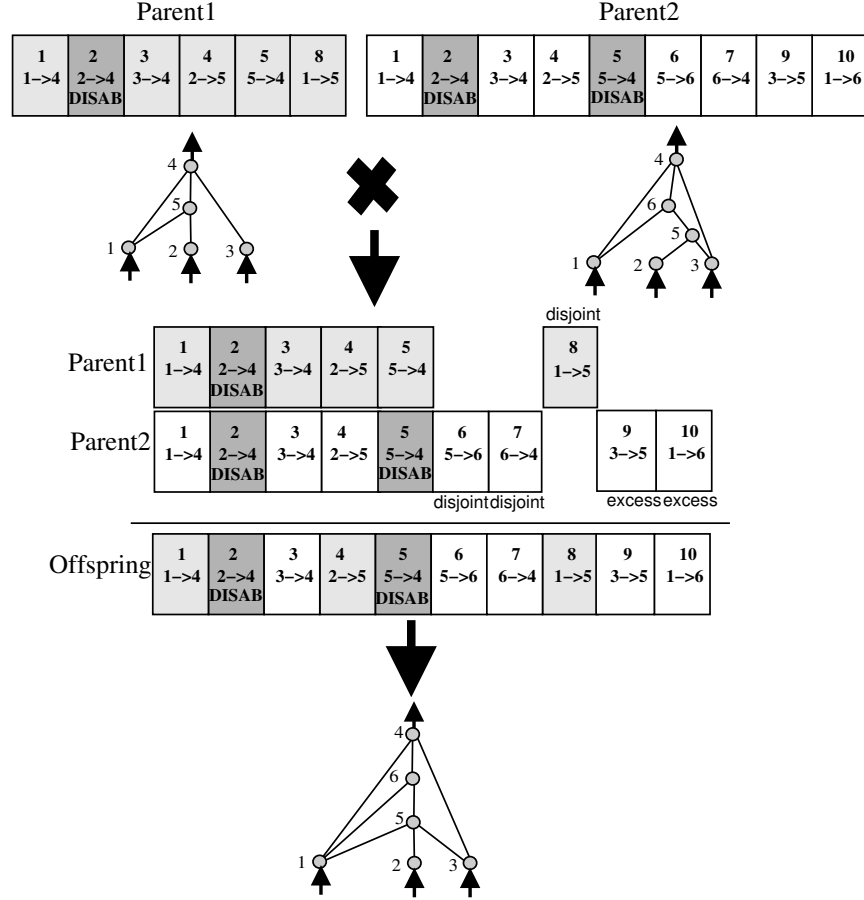 Parent1 Parent2
1 2 3 4 5 8 1 2 3 4 5 6 7 9 10
1->4 2->4 3->4 2->5 5->4 1->5 1->4 2->4 3->4 2->5 5->4 5->6 6->4 3->5 1->6
DISAB DISAB DISAB
4 4
5 6
5
1 2 3 1 2 3
disjoint
Parent1
1 2 3 4 5 8
1->4 2->4 3->4 2->5 5->4 1->5
DISAB
Parent2
1 2 3 4 5 6 7 9 10
1->4 2->4 3->4 2->5 5->4 5->6 6->4 3->5 1->6
DISAB DISAB
disjoint disjoint excess excess
Offspring
1 2 3 4 5 6 7 8 9 10
1->4 2->4 3->4 2->5 5->4 5->6 6->4 1->5 3->5 1->6
DISAB DISAB
4
6
5
1 2 3